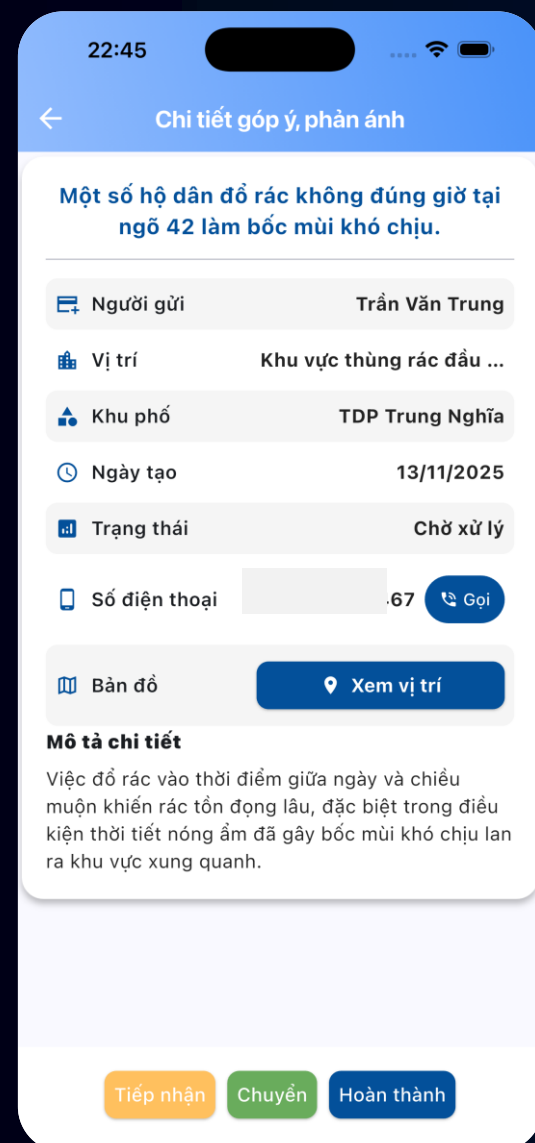 22:45
Chi tiết góp ý, phản ánh
Một số hộ dân đổ rác không đúng giờ tại
ngõ 42 làm bốc mùi khó chịu.
Người gửi Trần Văn Trung
Vị trí Khu vực thùng rác đầu ...
Khu phố TDP Trung Nghĩa
Ngày tạo 13/11/2025
Trạng thái Chờ xử lý
Số điện thoại 67 Gọi
Bản đồ Xem vị trí
Mô tả chi tiết
Việc đổ rác vào thời điểm giữa ngày và chiều
muộn khiến rác tồn đọng lâu, đặc biệt trong điều
kiện thời tiết nóng ẩm đã gây bốc mùi khó chịu lan
ra khu vực xung quanh.
Tiếp nhận Chuyển Hoàn thành